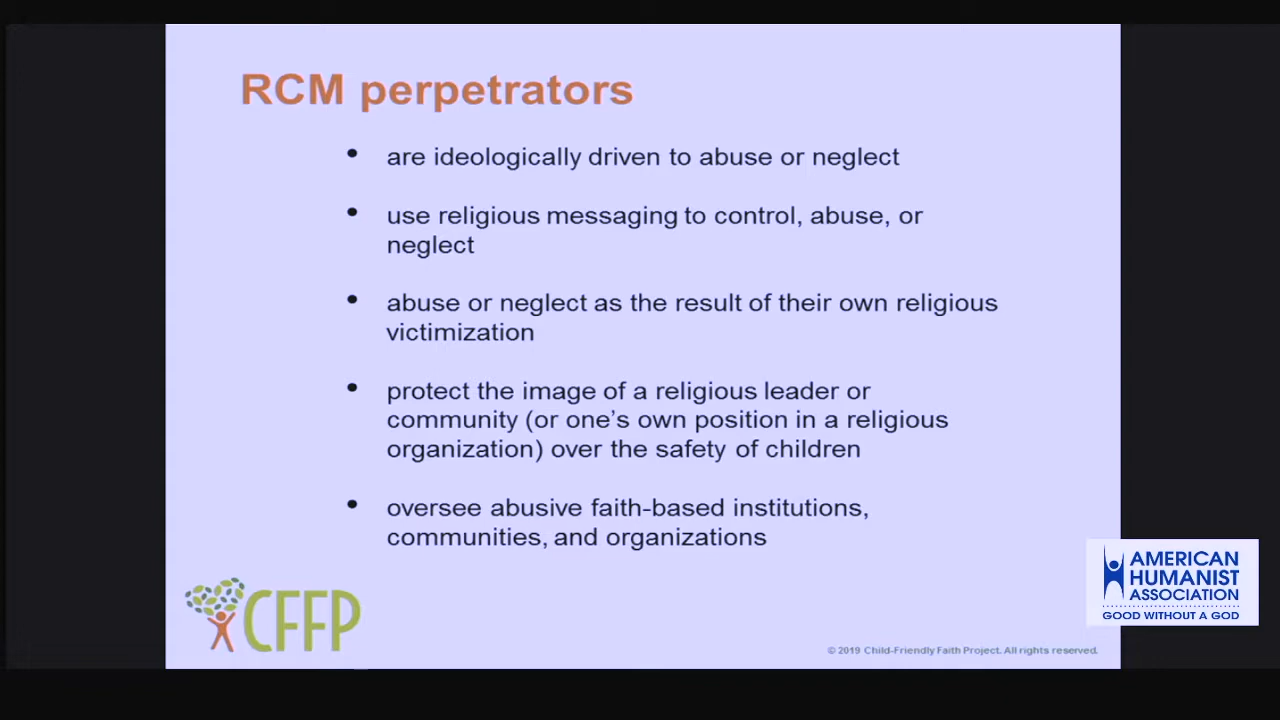 RCM perpetrators
• are ideologically driven to abuse or neglect
• use religious messaging to control, abuse, or
neglect
• abuse or neglect as the result of their own religious
victimization
• protect the image of a religious leader or
community (or one’s own position in a religious
organization) over the safety of children
• oversee abusive faith-based institutions,
communities, and organizations
CFFP
© 2019 Child-Friendly Faith Project. All rights reserved.
AMERICAN
HUMANIST
ASSOCIATION
GOOD WITHOUT A GOD